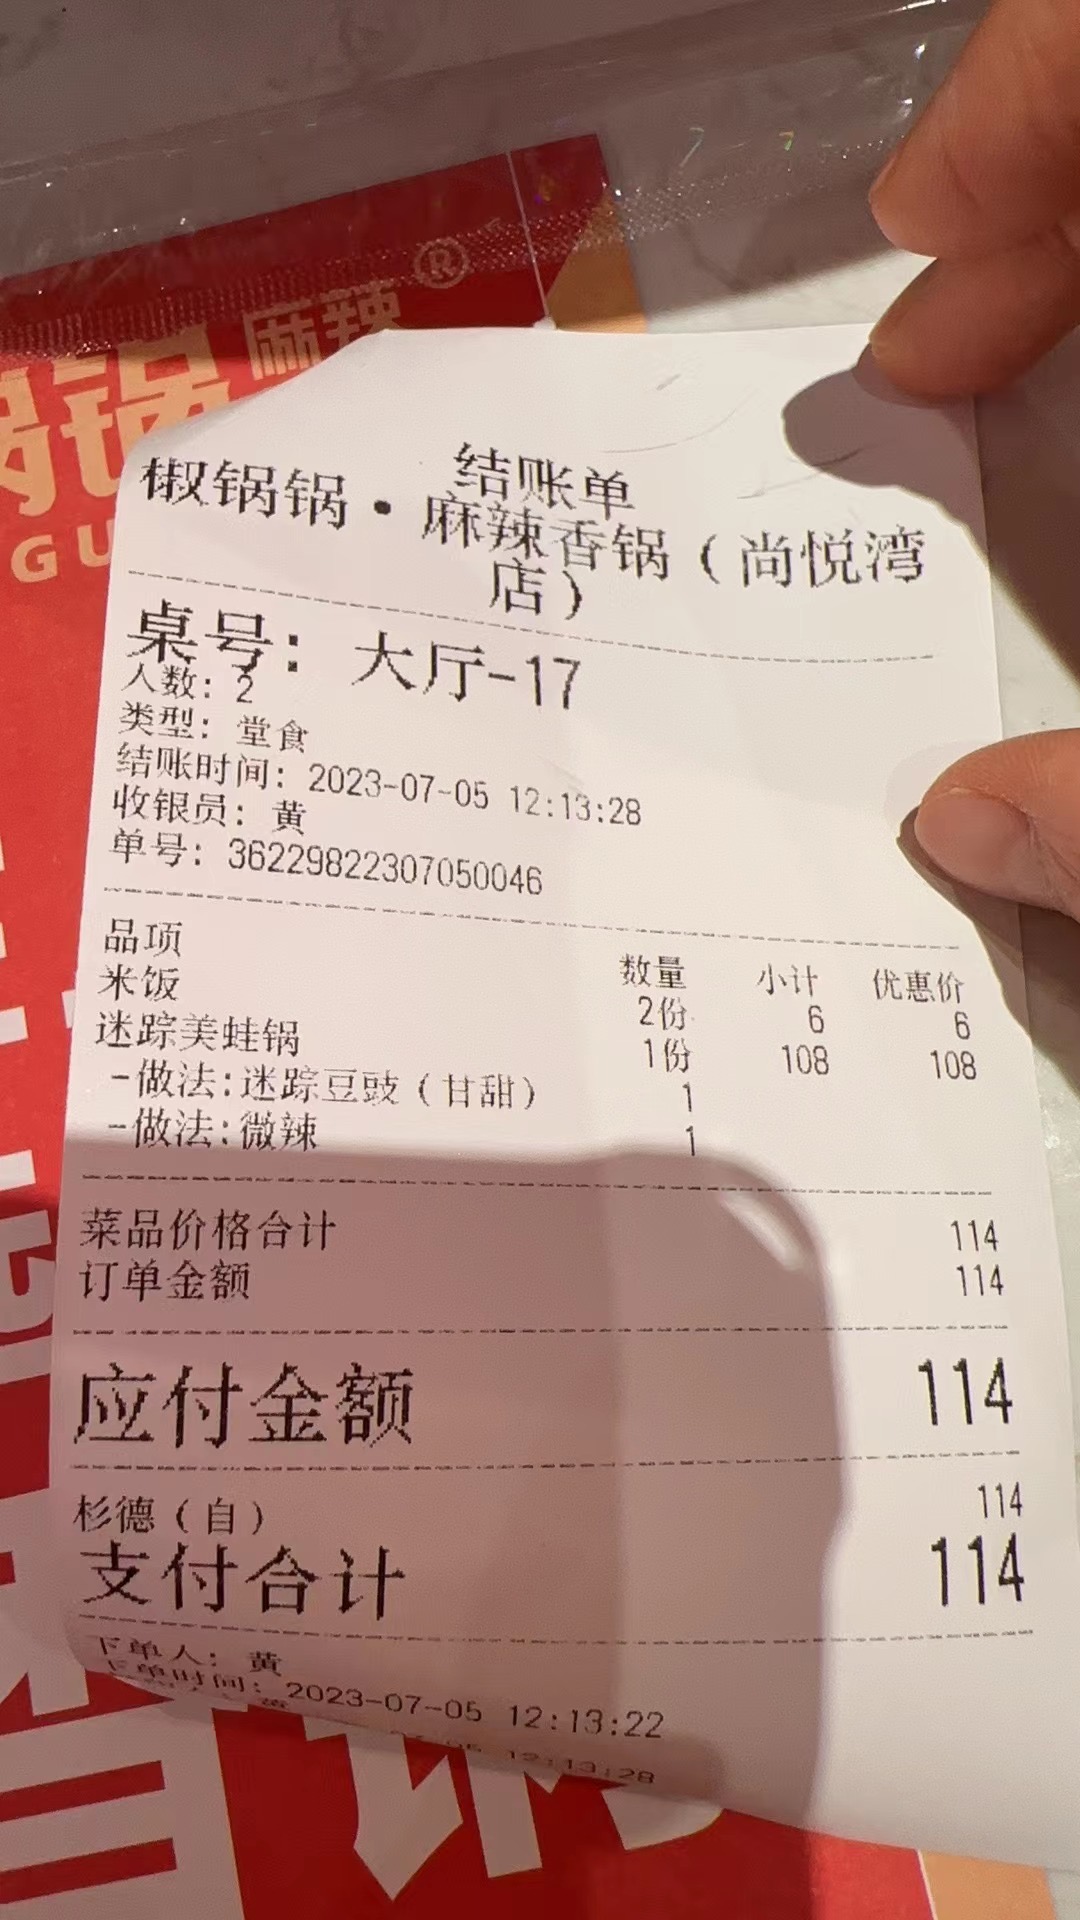 锅 麻辣®
GU
结账单
椒锅锅·麻辣香锅(尚悦湾
店)
桌号: 大厅-17
人数: 2
类型: 堂食
结账时间: 2023-07-05 12:13:28
收银员: 黄
单号: 36229822307050046
品项 数量 小计 优惠价
米饭 2份 6 6
迷踪美蛙锅 1份 108 108
-做法:迷踪豆豉(甘甜) 1
-做法:微辣 1
菜品价格合计 114
订单金额 114
应付金额 114
杉德(自) 114
支付合计 114
下单人: 黄
下单时间: 2023-07-05 12:13:22
12:13:28